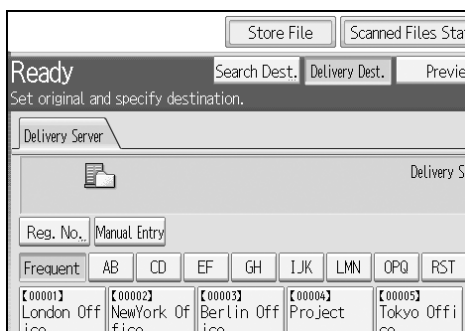 Store File Scanned Files Sta
Ready Search Dest. Delivery Dest. Previe
Set original and specify destination.
Delivery Server
Delivery S
Reg. No. Manual Entry
Frequent AB CD EF GH IJK LMN OPQ RST
【00001】 【00002】 【00003】 【00004】 【00005】
London Off NewYork Of Berlin Off Project Tokyo Offi
ice ffice ice ce